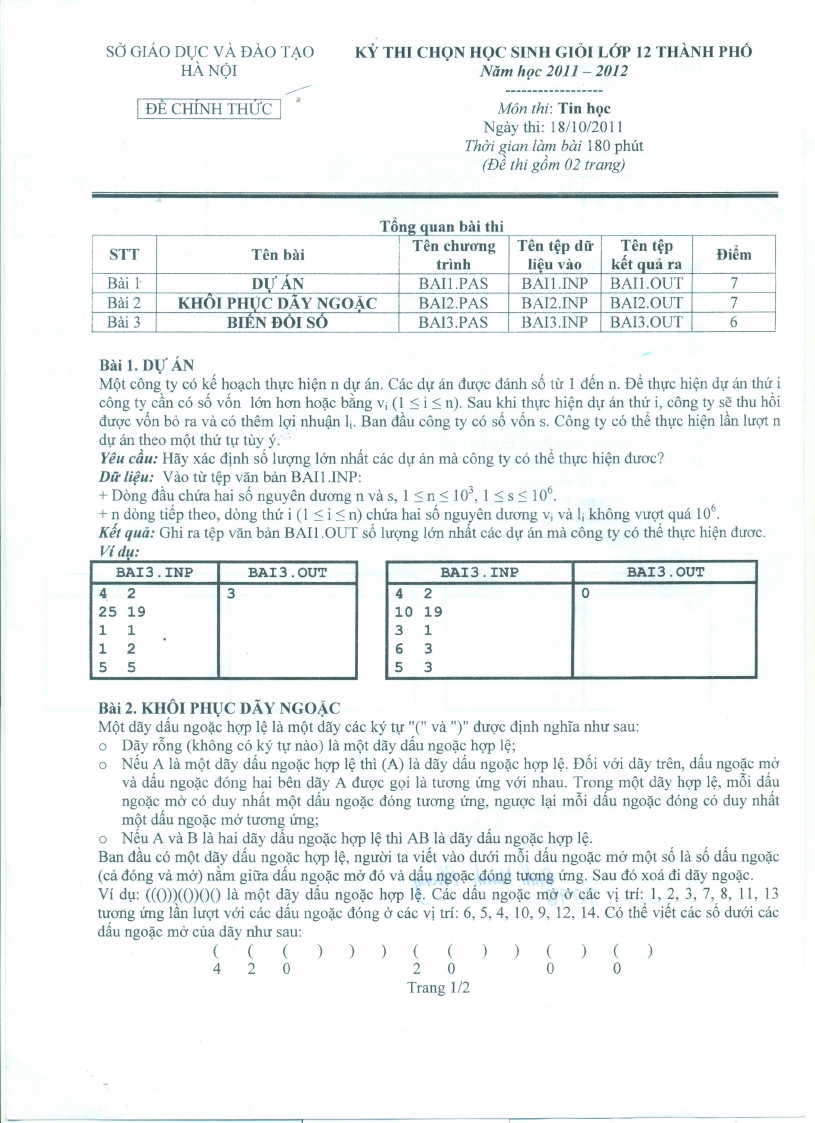 SỞ GIÁO DỤC VÀ ĐÀO TẠO
HÀ NỘI
ĐỀ CHÍNH THỨC
KỲ THI CHỌN HỌC SINH GIỎI LỚP 12 THÀNH PHỐ
Năm học 2011 – 2012
------------------
Môn thi: Tin học
Ngày thi: 18/10/2011
Thời gian làm bài 180 phút
(Đề thi gồm 02 trang)
Tổng quan bài thi
STT Tên bài Tên chương trình Tên tệp dữ liệu vào Tên tệp kết quả ra Điểm
Bài 1 DỰ ÁN BAI1.PAS BAI1.INP BAI1.OUT 7
Bài 2 KHÔI PHỤC DÃY NGOẶC BAI2.PAS BAI2.INP BAI2.OUT 7
Bài 3 BIẾN ĐỔI SỐ BAI3.PAS BAI3.INP BAI3.OUT 6
Bài 1. DỰ ÁN
Một công ty có kế hoạch thực hiện n dự án. Các dự án được đánh số từ 1 đến n. Để thực hiện dự án thứ i
công ty cần có số vốn lớn hơn hoặc bằng vᵢ (1 ≤ i ≤ n). Sau khi thực hiện dự án thứ i, công ty sẽ thu hồi
được vốn bỏ ra và có thêm lợi nhuận lᵢ. Ban đầu công ty có số vốn s. Công ty có thể thực hiện lần lượt n
dự án theo một thứ tự tùy ý.
Yêu cầu: Hãy xác định số lượng lớn nhất các dự án mà công ty có thể thực hiện đươc?
Dữ liệu: Vào từ tệp văn bản BAI1.INP:
+ Dòng đầu chứa hai số nguyên dương n và s, 1 ≤ n ≤ 10³, 1 ≤ s ≤ 10⁶.
+ n dòng tiếp theo, dòng thứ i (1 ≤ i ≤ n) chứa hai số nguyên dương vᵢ và lᵢ không vượt quá 10⁶.
Kết quả: Ghi ra tệp văn bản BAI1.OUT số lượng lớn nhất các dự án mà công ty có thể thực hiện đươc.
Ví dụ:
BAI3.INP BAI3.OUT
4 2 3
25 19
1 1
1 2
5 5
BAI3.INP BAI3.OUT
4 2 0
10 19
3 1
6 3
5 3
Bài 2. KHÔI PHỤC DÃY NGOẶC
Một dãy dấu ngoặc hợp lệ là một dãy các ký tự "(" và ")" được định nghĩa như sau:
o Dãy rỗng (không có ký tự nào) là một dãy dấu ngoặc hợp lệ;
o Nếu A là một dãy dấu ngoặc hợp lệ thì (A) là dãy dấu ngoặc hợp lệ. Đối với dãy trên, dấu ngoặc mở
và dấu ngoặc đóng hai bên dãy A được gọi là tương ứng với nhau. Trong một dãy hợp lệ, mỗi dấu
ngoặc mở có duy nhất một dấu ngoặc đóng tương ứng, ngược lại mỗi dấu ngoặc đóng có duy nhất
một dấu ngoặc mở tương ứng;
o Nếu A và B là hai dãy dấu ngoặc hợp lệ thì AB là dãy dấu ngoặc hợp lệ.
Ban đầu có một dãy dấu ngoặc hợp lệ, người ta viết vào dưới mỗi dấu ngoặc mở một số là số dấu ngoặc
(cả đóng và mở) nằm giữa dấu ngoặc mở đó và dấu ngoặc đóng tương ứng. Sau đó xoá đi dãy ngoặc.
Ví dụ: ((()))(())()() là một dãy dấu ngoặc hợp lệ. Các dấu ngoặc mở ở các vị trí: 1, 2, 3, 7, 8, 11, 13
tương ứng lần lượt với các dấu ngoặc đóng ở các vị trí: 6, 5, 4, 10, 9, 12, 14. Có thể viết các số dưới các
dấu ngoặc mở của dãy như sau:
( ( ( ) ) ) ( ( ) ) ( ) ( )
4 2 0 2 0 0 0
Trang 1/2